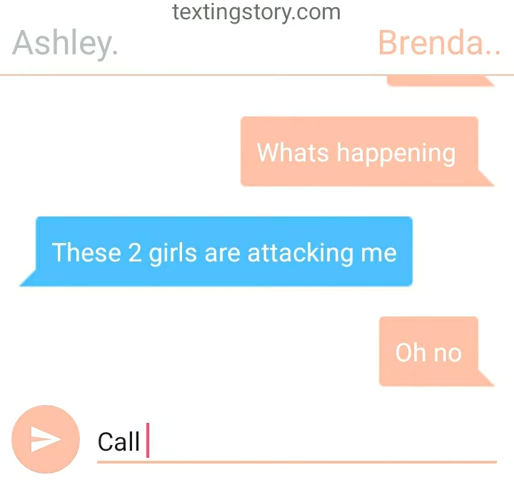 textingstory.com
Ashley.
Brenda..
Whats happening
These 2 girls are attacking me
Oh no
Call